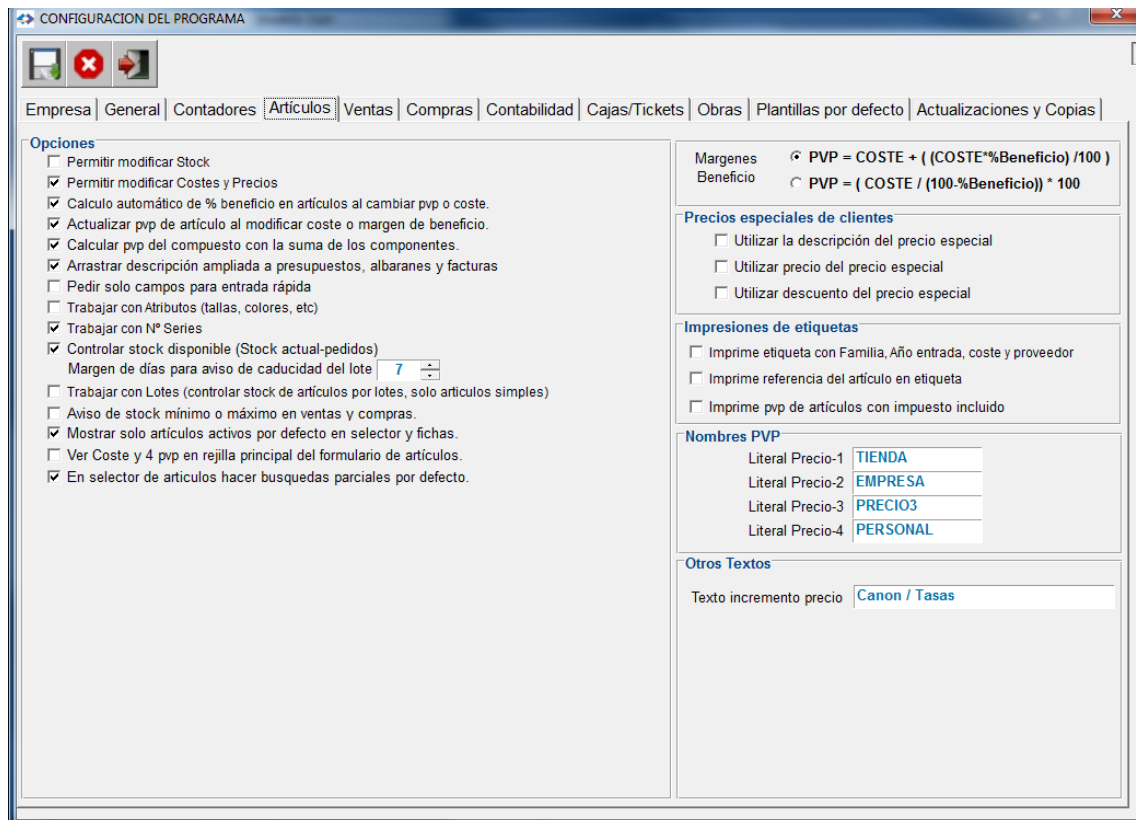 CONFIGURACION DEL PROGRAMA
Empresa General Contadores Artículos Ventas Compras Contabilidad Cajas/Tickets Obras Plantillas por defecto Actualizaciones y Copias
Opciones
Permitir modificar Stock
Permitir modificar Costes y Precios
Calculo automático de % beneficio en artículos al cambiar pvp o coste.
Actualizar pvp de artículo al modificar coste o margen de beneficio.
Calcular pvp del compuesto con la suma de los componentes.
Arrastrar descripción ampliada a presupuestos, albaranes y facturas
Pedir solo campos para entrada rápida
Trabajar con Atributos (tallas, colores, etc)
Trabajar con Nº Series
Controlar stock disponible (Stock actual-pedidos)
Margen de días para aviso de caducidad del lote 7
Trabajar con Lotes (controlar stock de artículos por lotes, solo articulos simples)
Aviso de stock mínimo o máximo en ventas y compras.
Mostrar solo artículos activos por defecto en selector y fichas.
Ver Coste y 4 pvp en rejilla principal del formulario de artículos.
En selector de articulos hacer busquedas parciales por defecto.
Margenes
Beneficio
PVP = COSTE + ( (COSTE*%Beneficio) /100 )
PVP = ( COSTE / (100-%Beneficio)) * 100
Precios especiales de clientes
Utilizar la descripción del precio especial
Utilizar precio del precio especial
Utilizar descuento del precio especial
Impresiones de etiquetas
Imprime etiqueta con Familia, Año entrada, coste y proveedor
Imprime referencia del artículo en etiqueta
Imprime pvp de artículos con impuesto incluido
Nombres PVP
Literal Precio-1 TIENDA
Literal Precio-2 EMPRESA
Literal Precio-3 PRECIO3
Literal Precio-4 PERSONAL
Otros Textos
Texto incremento precio Canon / Tasas